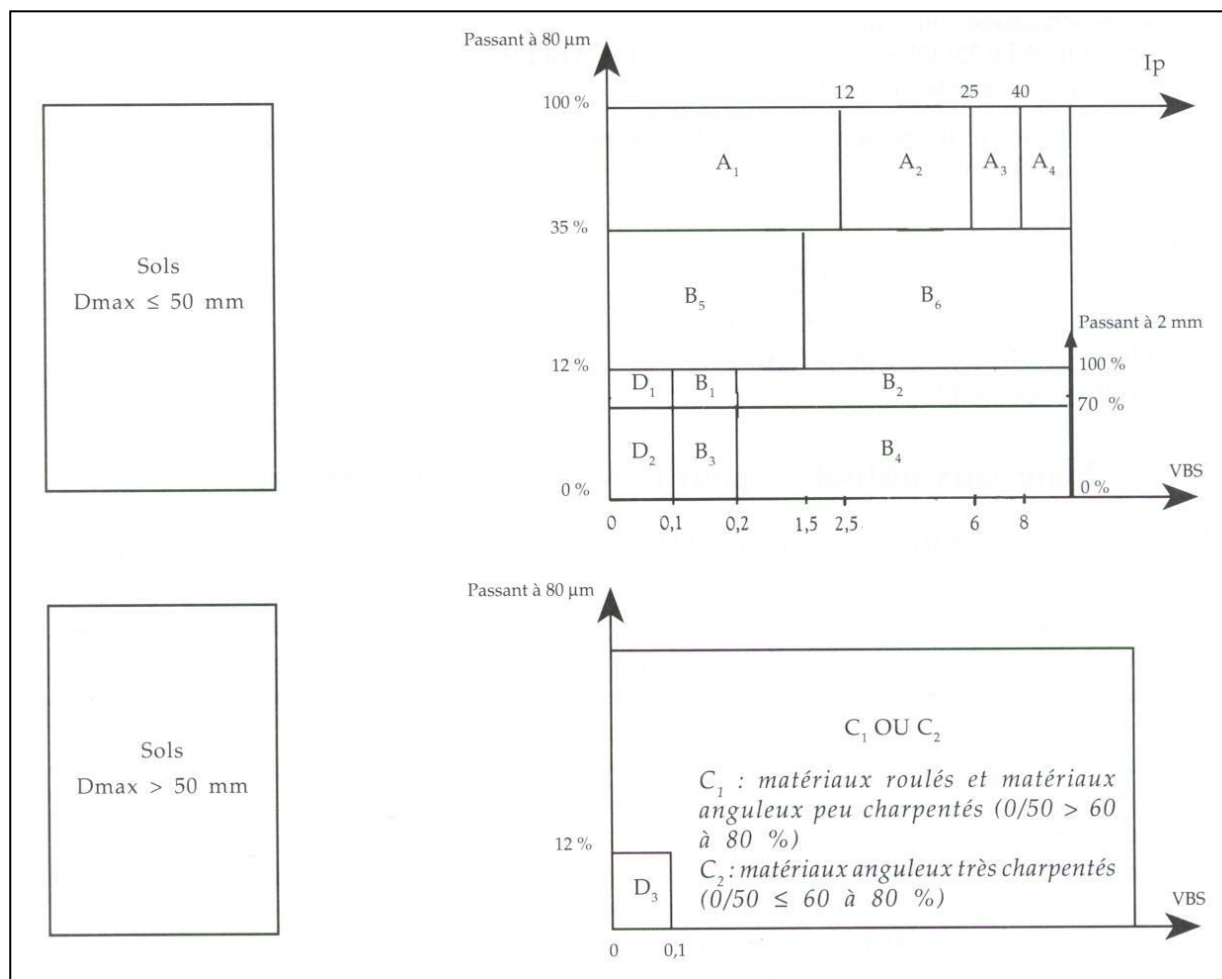 Passant à 80 µm
Ip
12 25 40
100 %
A₁ A₂ A₃ A₄
35 %
Sols
Dmax ≤ 50 mm
B₅ B₆
Passant à 2 mm
12 %
100 %
D₁ B₁ B₂
70 %
D₂ B₃ B₄
VBS
0 %
0 %
0 0,1 0,2 1,5 2,5 6 8
Passant à 80 µm
Sols
Dmax > 50 mm
C₁ OU C₂
C₁ : matériaux roulés et matériaux
anguleux peu charpentés (0/50 > 60
à 80 %)
C₂ : matériaux anguleux très charpentés
(0/50 ≤ 60 à 80 %)
12 %
D₃
VBS
0 0,1